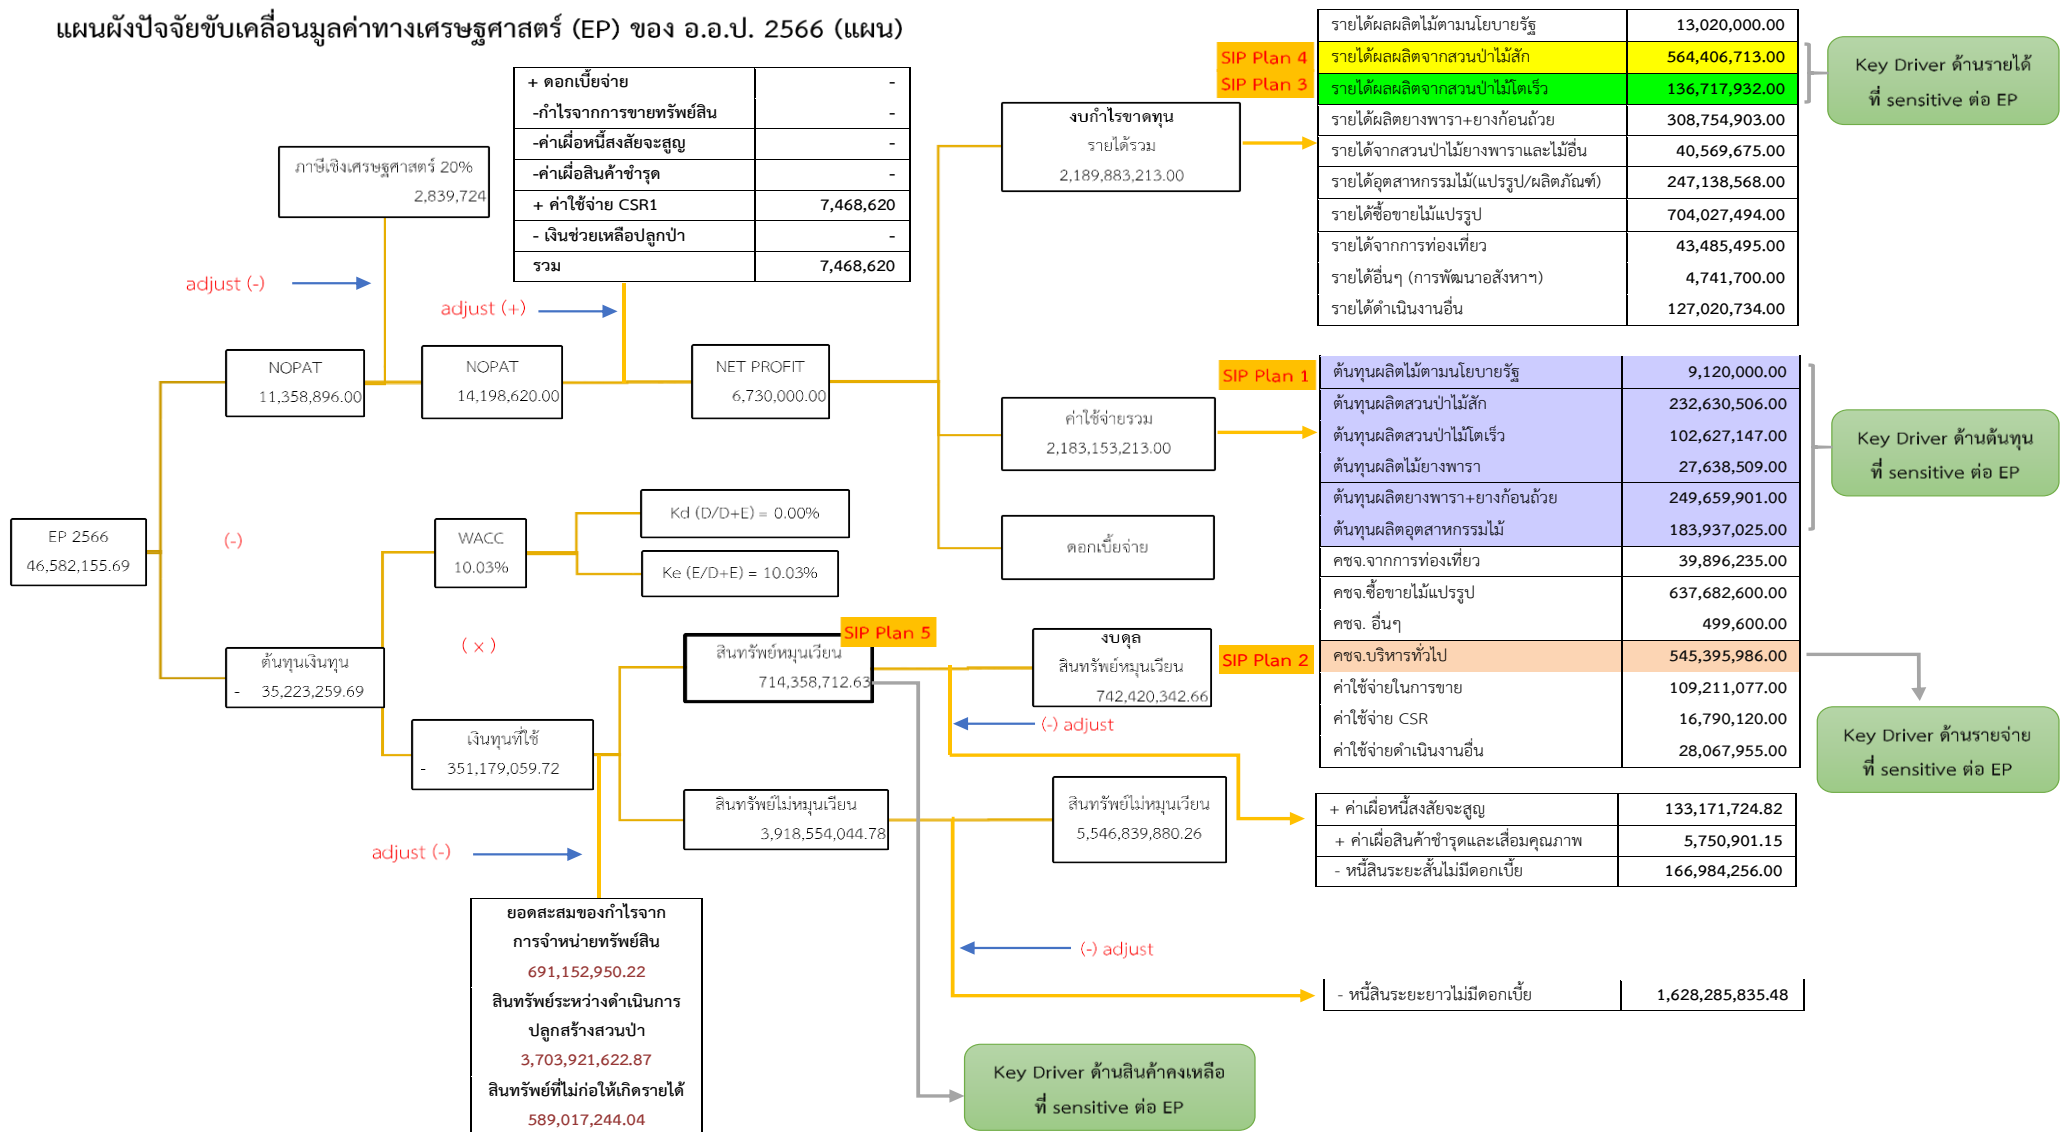 แผนผังปัจจัยขับเคลื่อนมูลค่าทางเศรษฐศาสตร์ (EP) ของ อ.อ.ป. 2566 (แผน)
+ ดอกเบี้ยจ่าย -
-กำไรจากการขายทรัพย์สิน -
-ค่าเผื่อหนี้สงสัยจะสูญ -
-ค่าเผื่อสินค้าชำรุด -
+ ค่าใช้จ่าย CSR1 7,468,620
- เงินช่วยเหลือปลูกป่า -
รวม 7,468,620
ภาษีเชิงเศรษฐศาสตร์ 20%
2,839,724
adjust (-)
adjust (+)
NOPAT
11,358,896.00
NOPAT
14,198,620.00
NET PROFIT
6,730,000.00
งบกำไรขาดทุน
รายได้รวม
2,189,883,213.00
ค่าใช้จ่ายรวม
2,183,153,213.00
ดอกเบี้ยจ่าย
SIP Plan 4
SIP Plan 3
รายได้ผลผลิตไม้ตามนโยบายรัฐ 13,020,000.00
รายได้ผลผลิตจากสวนป่าไม้สัก 564,406,713.00
รายได้ผลผลิตจากสวนป่าไม้โตเร็ว 136,717,932.00
รายได้ผลิตยางพารา+ยางก้อนถ้วย 308,754,903.00
รายได้จากสวนป่าไม้ยางพาราและไม้อื่น 40,569,675.00
รายได้อุตสาหกรรมไม้(แปรรูป/ผลิตภัณฑ์) 247,138,568.00
รายได้ซื้อขายไม้แปรรูป 704,027,494.00
รายได้จากการท่องเที่ยว 43,485,495.00
รายได้อื่นๆ (การพัฒนาอสังหาฯ) 4,741,700.00
รายได้ดำเนินงานอื่น 127,020,734.00
Key Driver ด้านรายได้
ที่ sensitive ต่อ EP
SIP Plan 1
ต้นทุนผลิตไม้ตามนโยบายรัฐ 9,120,000.00
ต้นทุนผลิตสวนป่าไม้สัก 232,630,506.00
ต้นทุนผลิตสวนป่าไม้โตเร็ว 102,627,147.00
ต้นทุนผลิตไม้ยางพารา 27,638,509.00
ต้นทุนผลิตยางพารา+ยางก้อนถ้วย 249,659,901.00
ต้นทุนผลิตอุตสาหกรรมไม้ 183,937,025.00
คชจ.จากการท่องเที่ยว 39,896,235.00
คชจ.ซื้อขายไม้แปรรูป 637,682,600.00
คชจ. อื่นๆ 499,600.00
SIP Plan 2
คชจ.บริหารทั่วไป 545,395,986.00
ค่าใช้จ่ายในการขาย 109,211,077.00
ค่าใช้จ่าย CSR 16,790,120.00
ค่าใช้จ่ายดำเนินงานอื่น 28,067,955.00
Key Driver ด้านต้นทุน
ที่ sensitive ต่อ EP
Key Driver ด้านรายจ่าย
ที่ sensitive ต่อ EP
EP 2566
46,582,155.69
(-)
WACC
10.03%
Kd (D/D+E) = 0.00%
Ke (E/D+E) = 10.03%
( x )
ต้นทุนเงินทุน
- 35,223,259.69
เงินทุนที่ใช้
- 351,179,059.72
SIP Plan 5
สินทรัพย์หมุนเวียน
714,358,712.63
งบดุล
สินทรัพย์หมุนเวียน
742,420,342.66
(-) adjust
สินทรัพย์ไม่หมุนเวียน
3,918,554,044.78
สินทรัพย์ไม่หมุนเวียน
5,546,839,880.26
+ ค่าเผื่อหนี้สงสัยจะสูญ 133,171,724.82
+ ค่าเผื่อสินค้าชำรุดและเสื่อมคุณภาพ 5,750,901.15
- หนี้สินระยะสั้นไม่มีดอกเบี้ย 166,984,256.00
adjust (-)
(-) adjust
- หนี้สินระยะยาวไม่มีดอกเบี้ย 1,628,285,835.48
ยอดสะสมของกำไรจาก
การจำหน่ายทรัพย์สิน
691,152,950.22
สินทรัพย์ระหว่างดำเนินการ
ปลูกสร้างสวนป่า
3,703,921,622.87
สินทรัพย์ที่ไม่ก่อให้เกิดรายได้
589,017,244.04
Key Driver ด้านสินค้าคงเหลือ
ที่ sensitive ต่อ EP